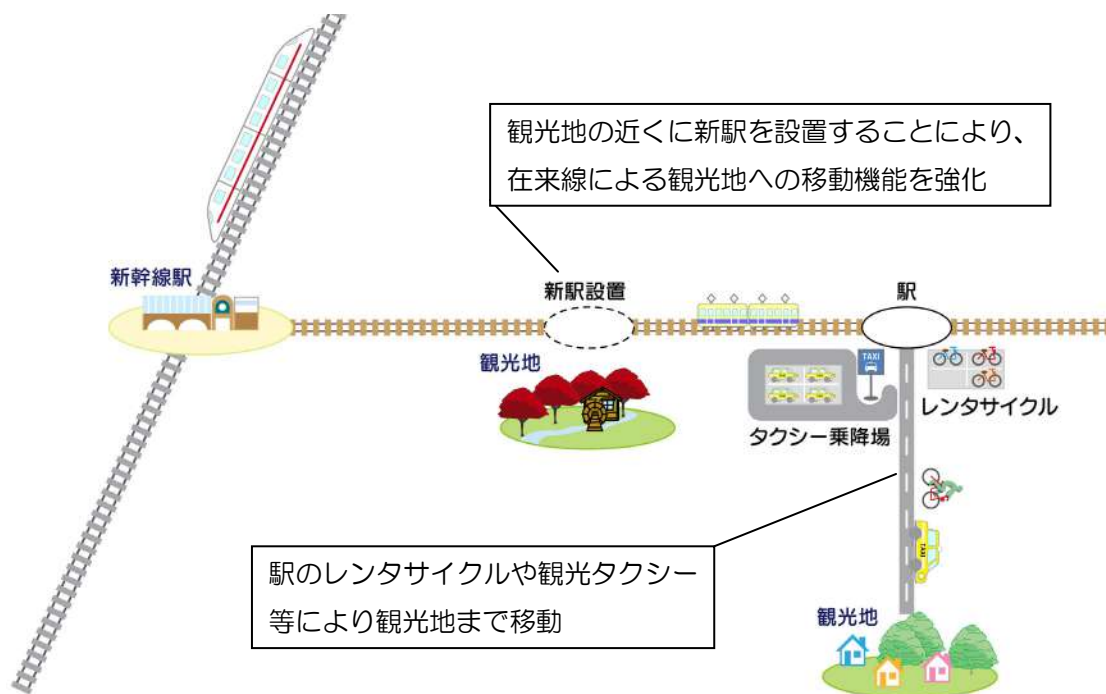 観光地の近くに新駅を設置することにより、
在来線による観光地への移動機能を強化
新幹線駅
新駅設置
駅
観光地
TAXI
レンタサイクル
タクシー乗降場
TAXI
駅のレンタサイクルや観光タクシー
等により観光地まで移動
観光地